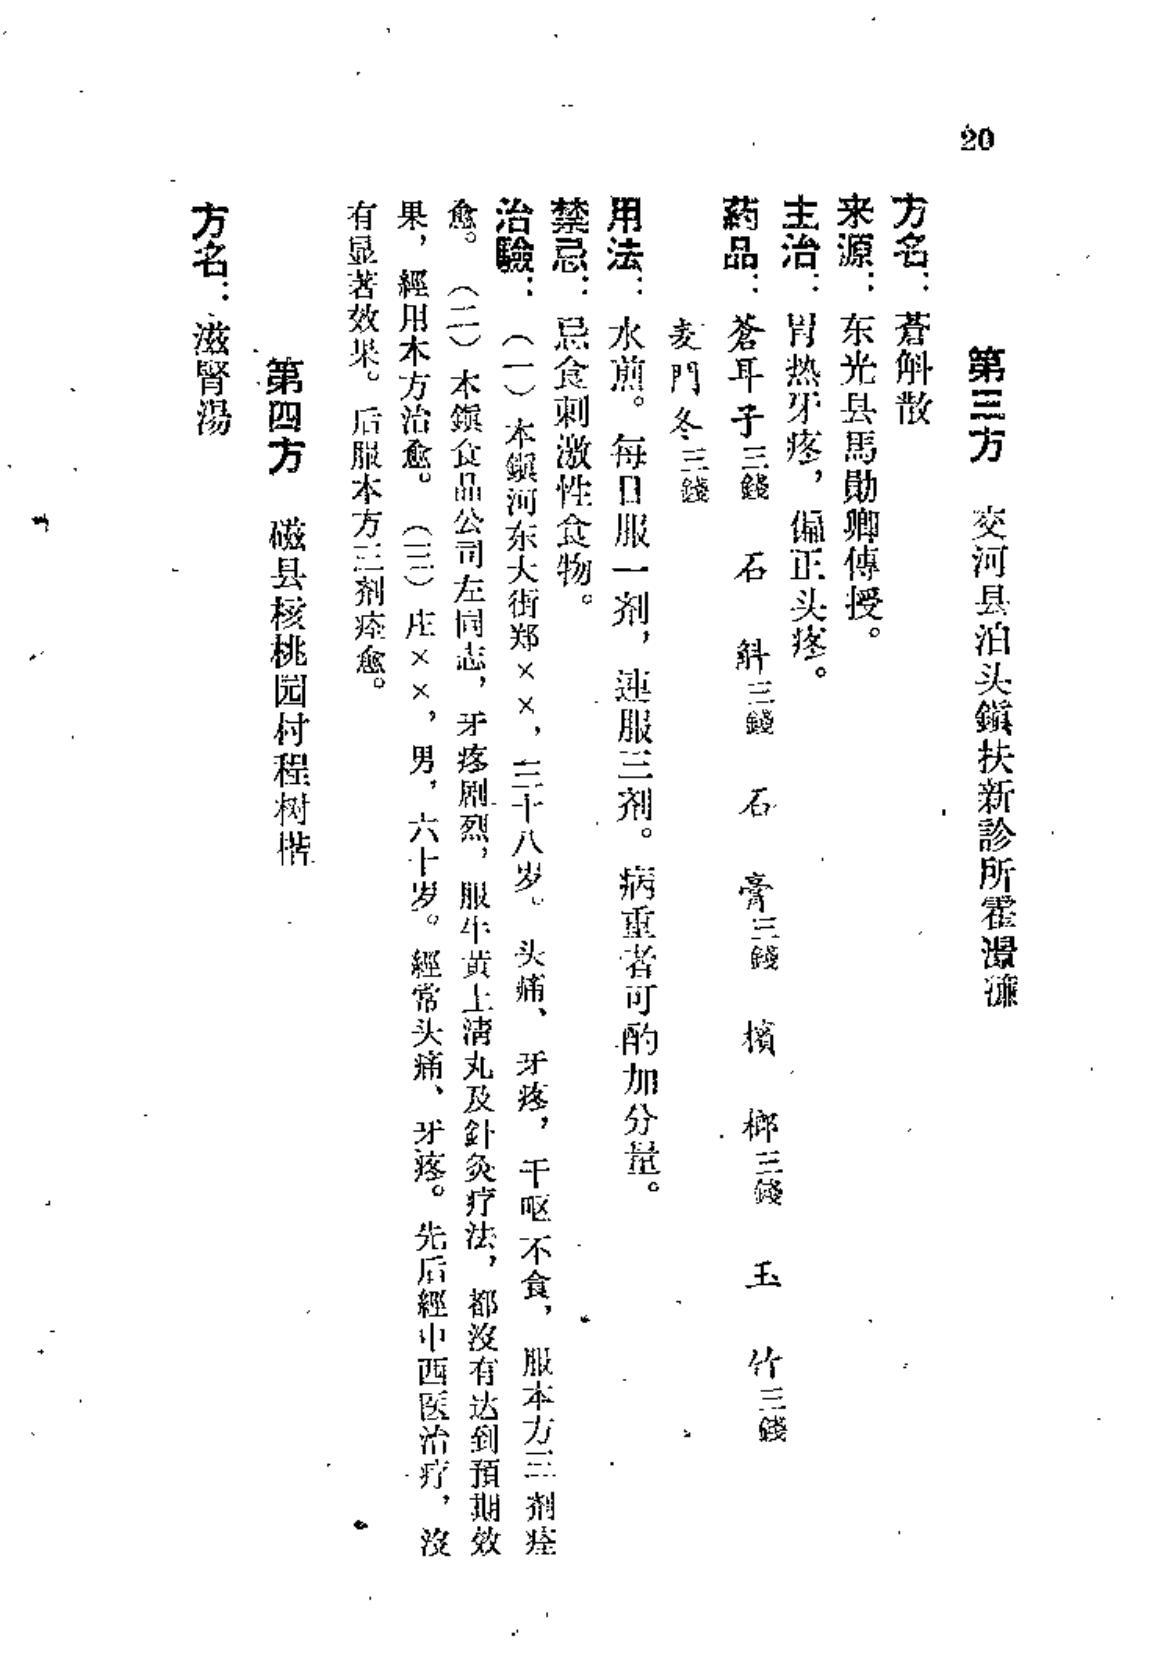 20
第三方　交河县泊头鎭扶新診所霍濂
方名：蒼斛散
来源：东光县馬勛卿傳授。
主治：胃热牙疼，偏正头疼。
葯品：蒼耳子三錢　石斛三錢　石膏三錢　檳榔三錢　玉竹三錢
麦門冬三錢
用法：水煎。每日服一剂，連服三剂。病重者可酌加分量。
禁忌：忌食刺激性食物。
治驗：（一）本鎭河东大街郑××，三十八岁。头痛、牙疼，干呕不食，服本方三剂痊
愈。（二）本鎭食品公司左同志，牙疼剧烈，服牛黄上清丸及針灸疗法，都沒有达到預期效
果，經用本方治愈。（三）庄××，男，六十岁。經常头痛、牙疼。先后經中西医治疗，沒
有显著效果。后服本方三剂痊愈。
第四方　磁县核桃园村程树楷
方名：滋腎湯